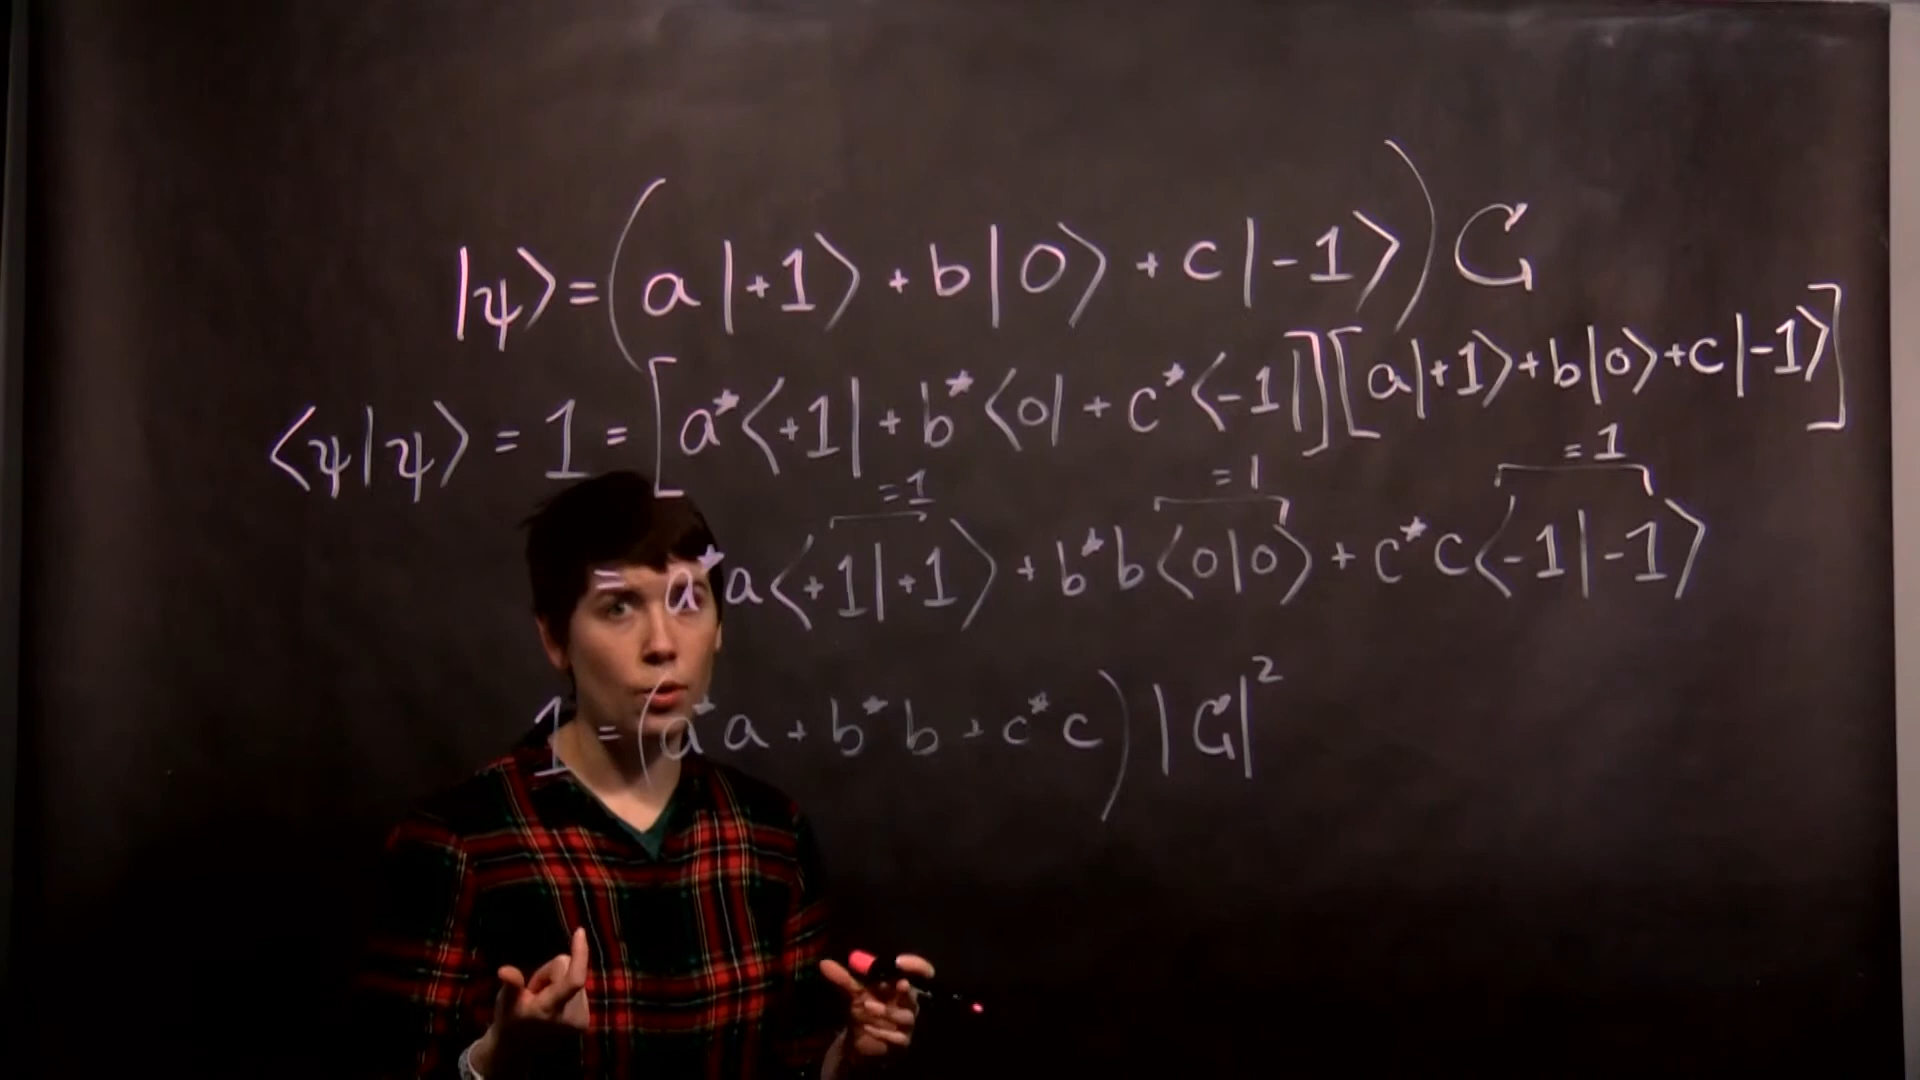 |ψ⟩ = (a|+1⟩ + b|0⟩ + c|-1⟩) G
⟨ψ|ψ⟩ = 1 = [a*⟨+1| + b*⟨0| + c*⟨-1|][a|+1⟩ + b|0⟩ + c|-1⟩]
=1 =1 =1
= a*a⟨+1|+1⟩ + b*b⟨0|0⟩ + c*c⟨-1|-1⟩
1 = (a*a + b*b + c*c) |G|²